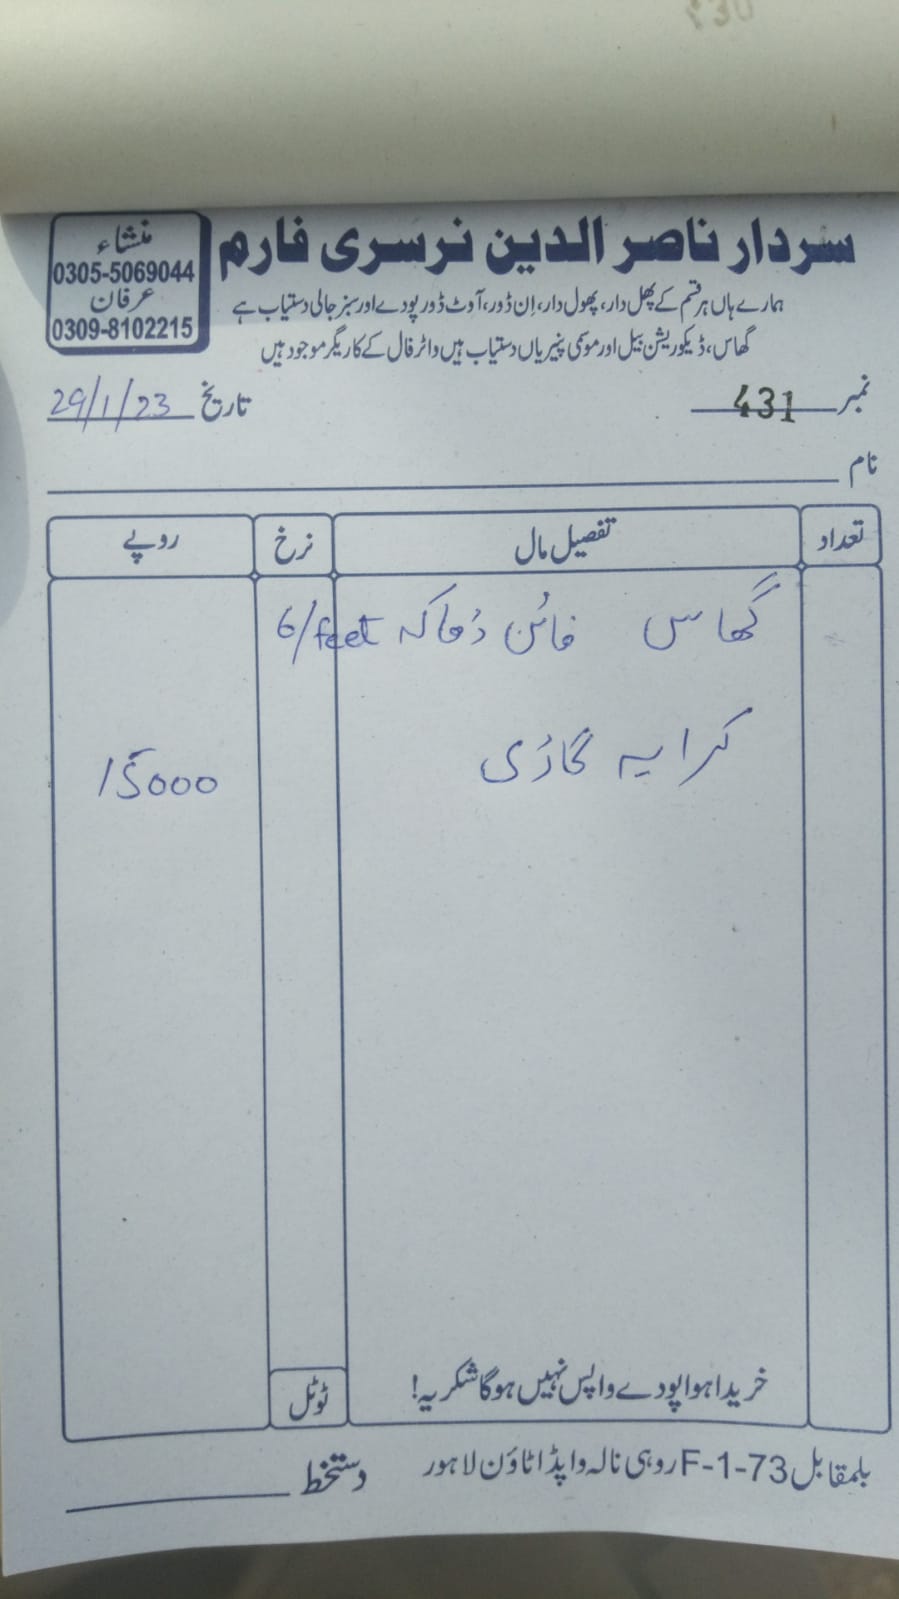 سردار ناصر الدین نرسری فارم
منشاء
0305-5069044
عرفان
0309-8102215
ہمارے ہاں ہر قسم کے پھل دار، پھول دار، اِن ڈور، آوٹ ڈور پودے اور سبز جالی دستیاب ہے
گھاس، ڈیکوریشن بیل اور موسمی پنیریاں دستیاب ہیں واٹر فال کے کاریگر موجود ہیں
نمبر 431 تاریخ 29/1/23
نام
تعداد تفصیل مال نرخ روپے
گھاس فائن ڈھاکہ 6/feet
کرایہ گاڑی 15000
خریدا ہوا پودے واپس نہیں ہو گا شکریہ!
ٹوٹل
بلمقابل F-1-73 روہی نالہ واپڈا ٹاؤن لاہور
دستخط